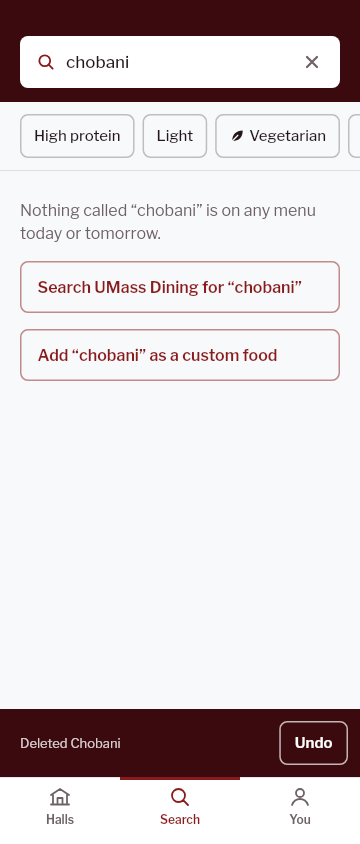 chobani
High protein
Light
Vegetarian
Nothing called “chobani” is on any menu
today or tomorrow.
Search UMass Dining for “chobani”
Add “chobani” as a custom food
Deleted Chobani
Undo
Halls
Search
You